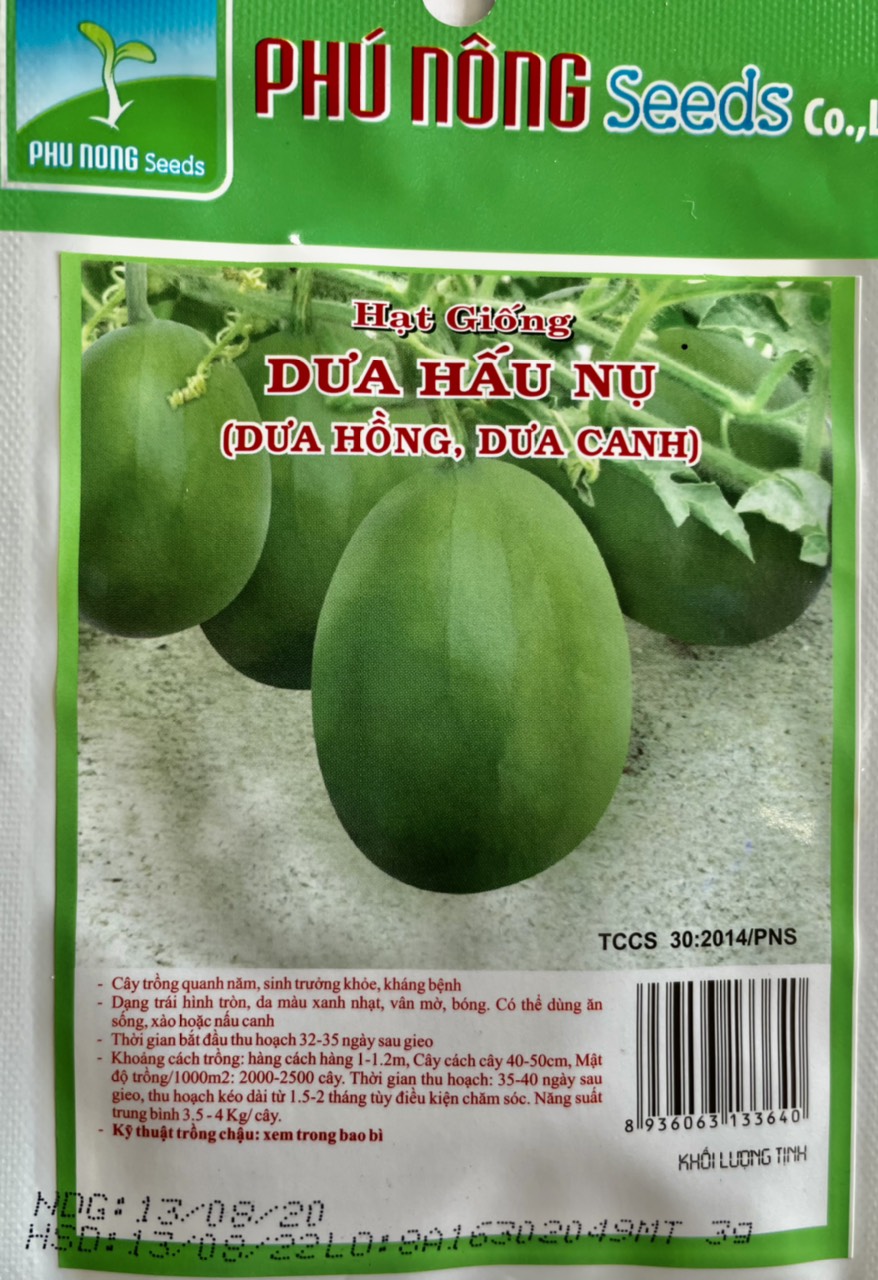 PHU NONG Seeds
PHÚ NÔNG Seeds Co.,L
Hạt Giống
DƯA HẤU NỤ
(DƯA HỒNG, DƯA CANH)
TCCS 30:2014/PNS
- Cây trồng quanh năm, sinh trưởng khỏe, kháng bệnh
- Dạng trái hình tròn, da màu xanh nhạt, vân mờ, bóng. Có thể dùng ăn
sống, xào hoặc nấu canh
- Thời gian bắt đầu thu hoạch 32-35 ngày sau gieo
- Khoảng cách trồng: hàng cách hàng 1-1.2m, Cây cách cây 40-50cm, Mật
độ trồng/1000m2: 2000-2500 cây. Thời gian thu hoạch: 35-40 ngày sau
gieo, thu hoạch kéo dài từ 1.5-2 tháng tùy điều kiện chăm sóc. Năng suất
trung bình 3.5 - 4 Kg/ cây.
- Kỹ thuật trồng chậu: xem trong bao bì
8 936063 133640
KHỐI LƯỢNG TỊNH
NDG: 13/08/20
HSD: 13/08/22 LO: 8A16302049MT 3g